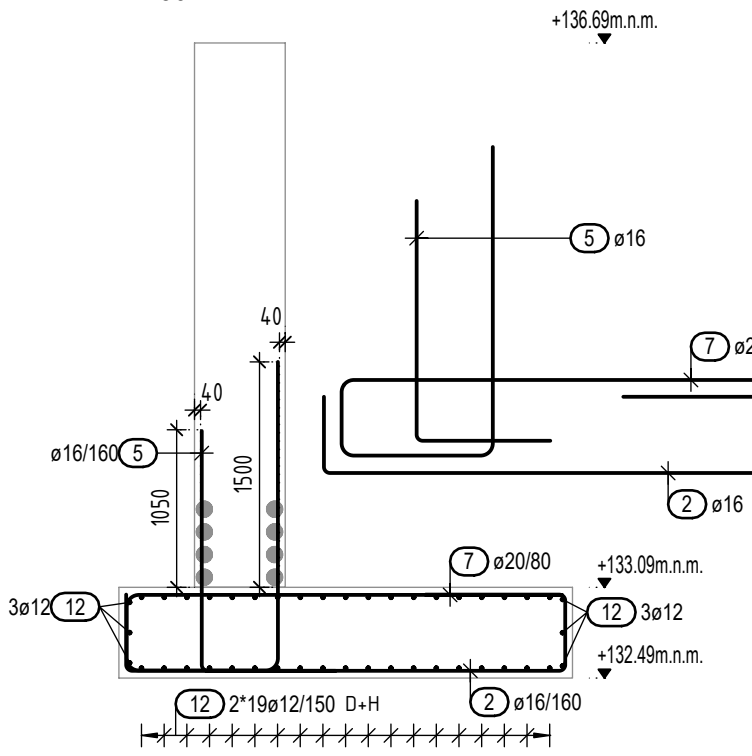 +136.69m.n.m.
5 ø16
40
7 ø2
40
ø16/160 5
1500
1050
2 ø16
7 ø20/80
+133.09m.n.m.
3ø12 12
12 3ø12
+132.49m.n.m.
12 2*19ø12/150 D+H
2 ø16/160